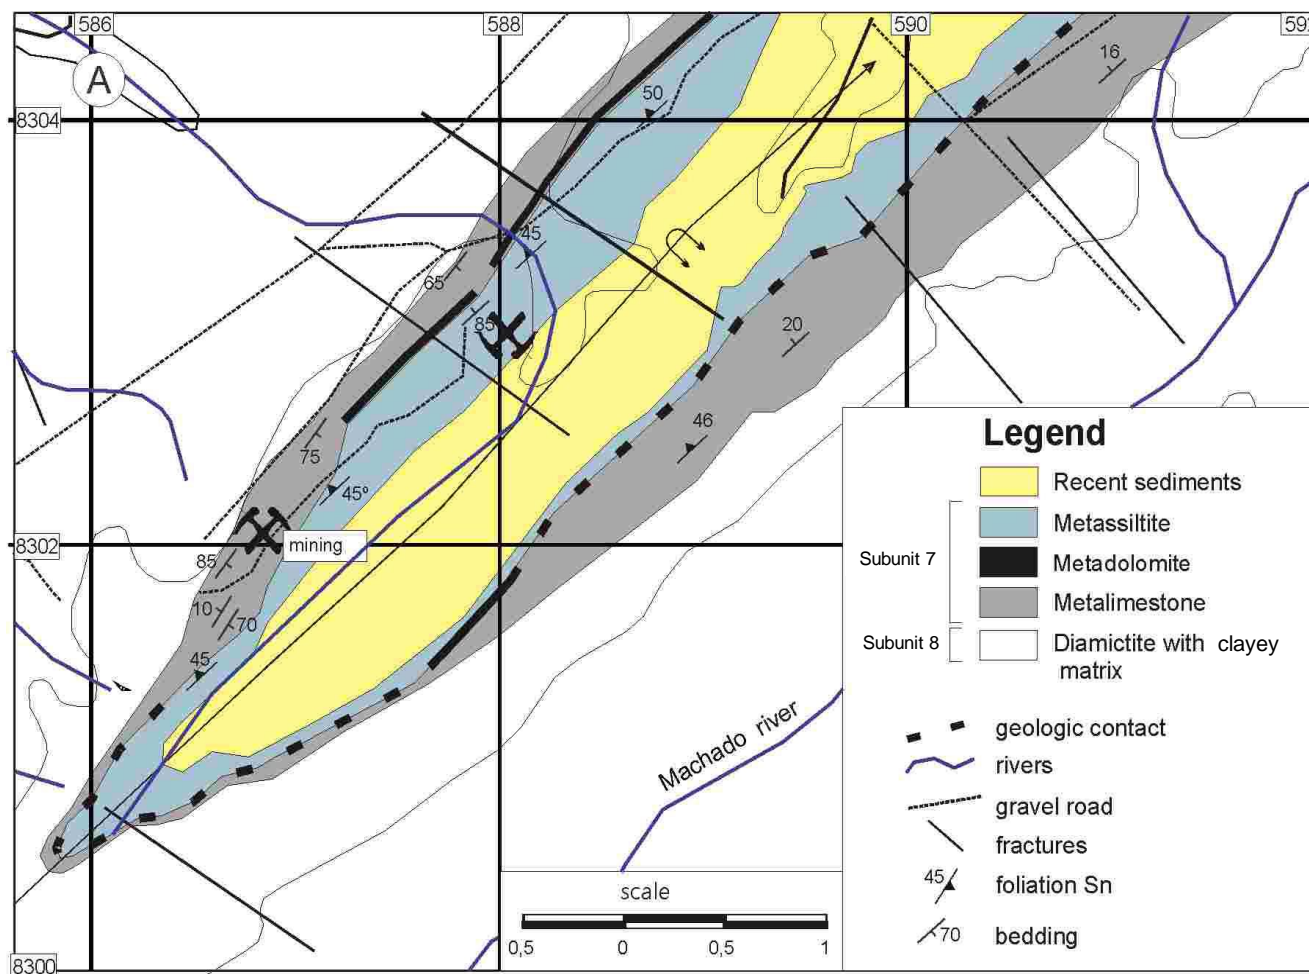 586
588
590
592
A
16
50
8304
45
65
85
20
46
75
45º
8302
mining
85
10
70
45
Machado river
8300
scale
0,5
0
0,5
1
Legend
Recent sediments
Metassiltite
Subunit 7
Metadolomite
Metalimestone
Subunit 8
Diamictite with clayey
matrix
geologic contact
rivers
gravel road
fractures
45
foliation Sn
70
bedding